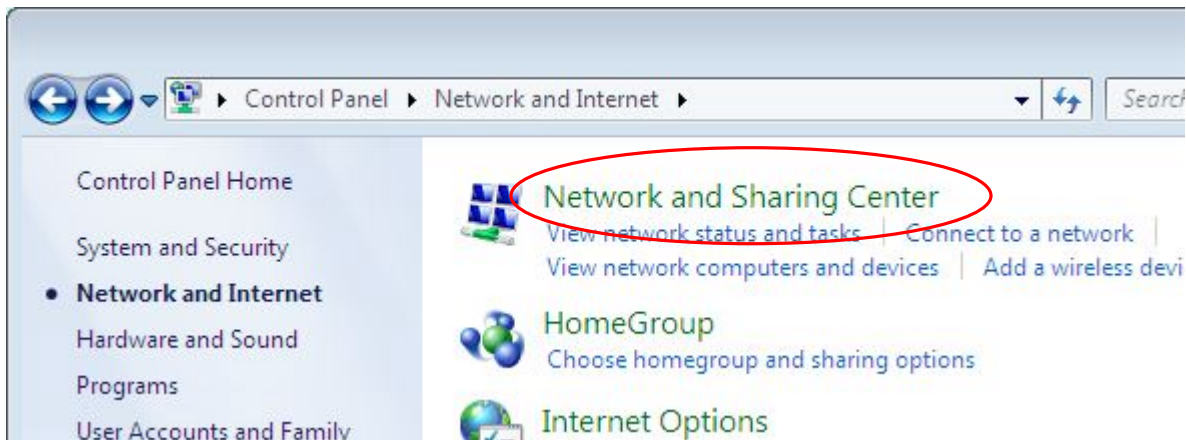 Control Panel Network and Internet Search
Control Panel Home
System and Security
Network and Internet
Hardware and Sound
Programs
User Accounts and Family
Network and Sharing Center
View network status and tasks Connect to a network
View network computers and devices Add a wireless devi
HomeGroup
Choose homegroup and sharing options
Internet Options